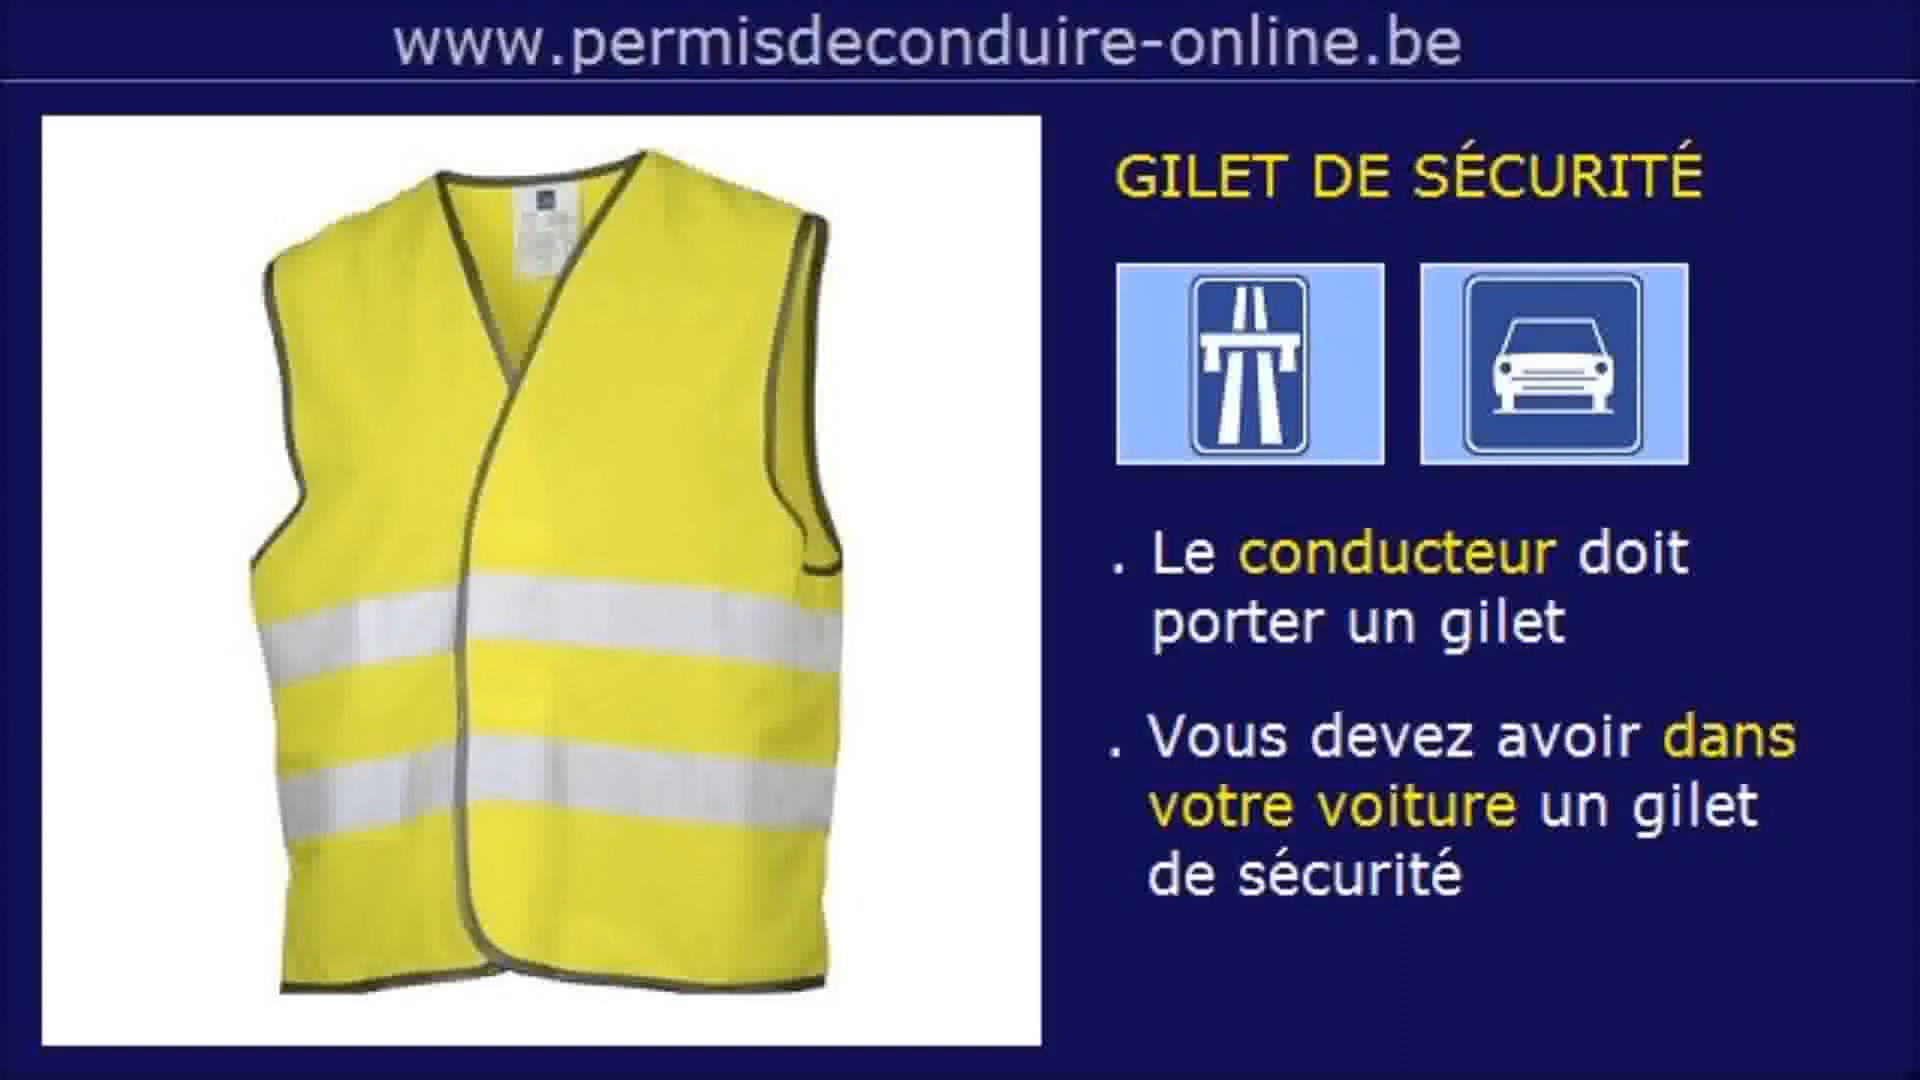 www.permisdeconduire-online.be
GILET DE SÉCURITÉ
. Le conducteur doit
porter un gilet
. Vous devez avoir dans
votre voiture un gilet
de sécurité